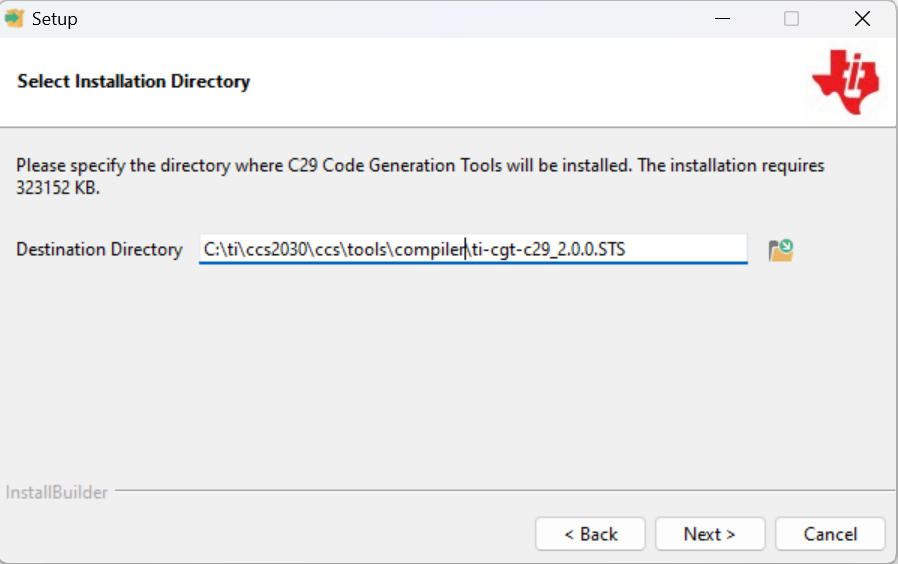 Setup
Select Installation Directory
Please specify the directory where C29 Code Generation Tools will be installed. The installation requires
323152 KB.
Destination Directory C:\ti\ccs2030\ccs\tools\compiler\ti-cgt-c29_2.0.0.STS
InstallBuilder
< Back Next > Cancel